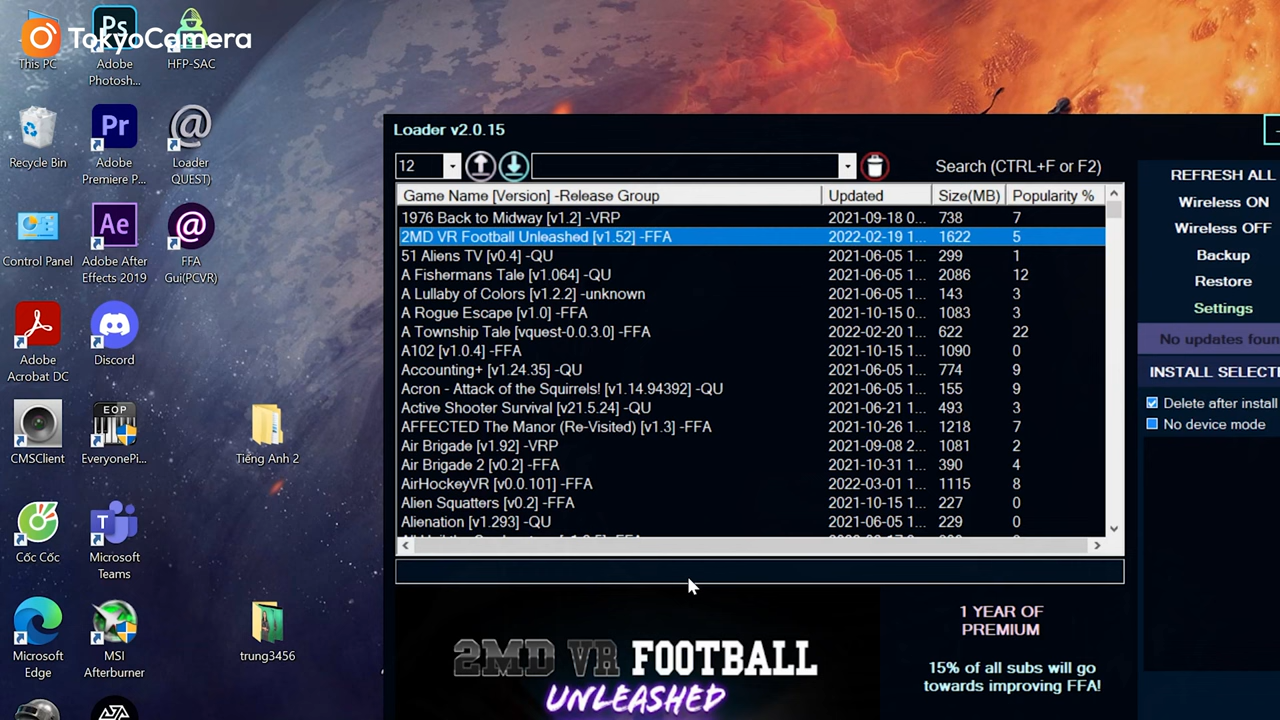 TokyoCamera
This PC
Ps
Adobe
Photosh...
HFP-SAC
Recycle Bin
Pr
Adobe
Premiere P...
@
Loader
QUEST)
Control Panel
Ae
Adobe After
Effects 2019
@
FFA
Gui(PCVR)
Adobe
Acrobat DC
Discord
CMSClient
EOP
EveryonePi...
Tiếng Anh 2
Cốc Cốc
T
Microsoft
Teams
Microsoft
Edge
MSI
Afterburner
trung3456
Loader v2.0.15
12
Search (CTRL+F or F2)
Game Name [Version] -Release Group Updated Size(MB) Popularity %
1976 Back to Midway [v1.2] -VRP 2021-09-18 0... 738 7
2MD VR Football Unleashed [v1.52] -FFA 2022-02-19 1... 1622 5
51 Aliens TV [v0.4] -QU 2021-06-05 1... 299 1
A Fishermans Tale [v1.064] -QU 2021-06-05 1... 2086 12
A Lullaby of Colors [v1.2.2] -unknown 2021-06-05 1... 143 3
A Rogue Escape [v1.0] -FFA 2021-10-15 0... 1083 3
A Township Tale [vquest-0.0.3.0] -FFA 2022-02-20 1... 622 22
A102 [v1.0.4] -FFA 2021-10-15 1... 1090 0
Accounting+ [v1.24.35] -QU 2021-06-05 1... 774 9
Acron - Attack of the Squirrels! [v1.14.94392] -QU 2021-06-05 1... 155 9
Active Shooter Survival [v21.5.24] -QU 2021-06-21 1... 493 3
AFFECTED The Manor (Re-Visited) [v1.3] -FFA 2021-10-26 1... 1218 7
Air Brigade [v1.92] -VRP 2021-09-08 2... 1081 2
Air Brigade 2 [v0.2] -FFA 2021-10-31 1... 390 4
AirHockeyVR [v0.0.101] -FFA 2022-03-01 1... 1115 8
Alien Squatters [v0.2] -FFA 2021-10-15 1... 227 0
Alienation [v1.293] -QU 2021-06-05 1... 229 0
REFRESH ALL
Wireless ON
Wireless OFF
Backup
Restore
Settings
No updates foun
INSTALL SELECTI
Delete after install
No device mode
2MD VR FOOTBALL
UNLEASHED
1 YEAR OF
PREMIUM
15% of all subs will go
towards improving FFA!